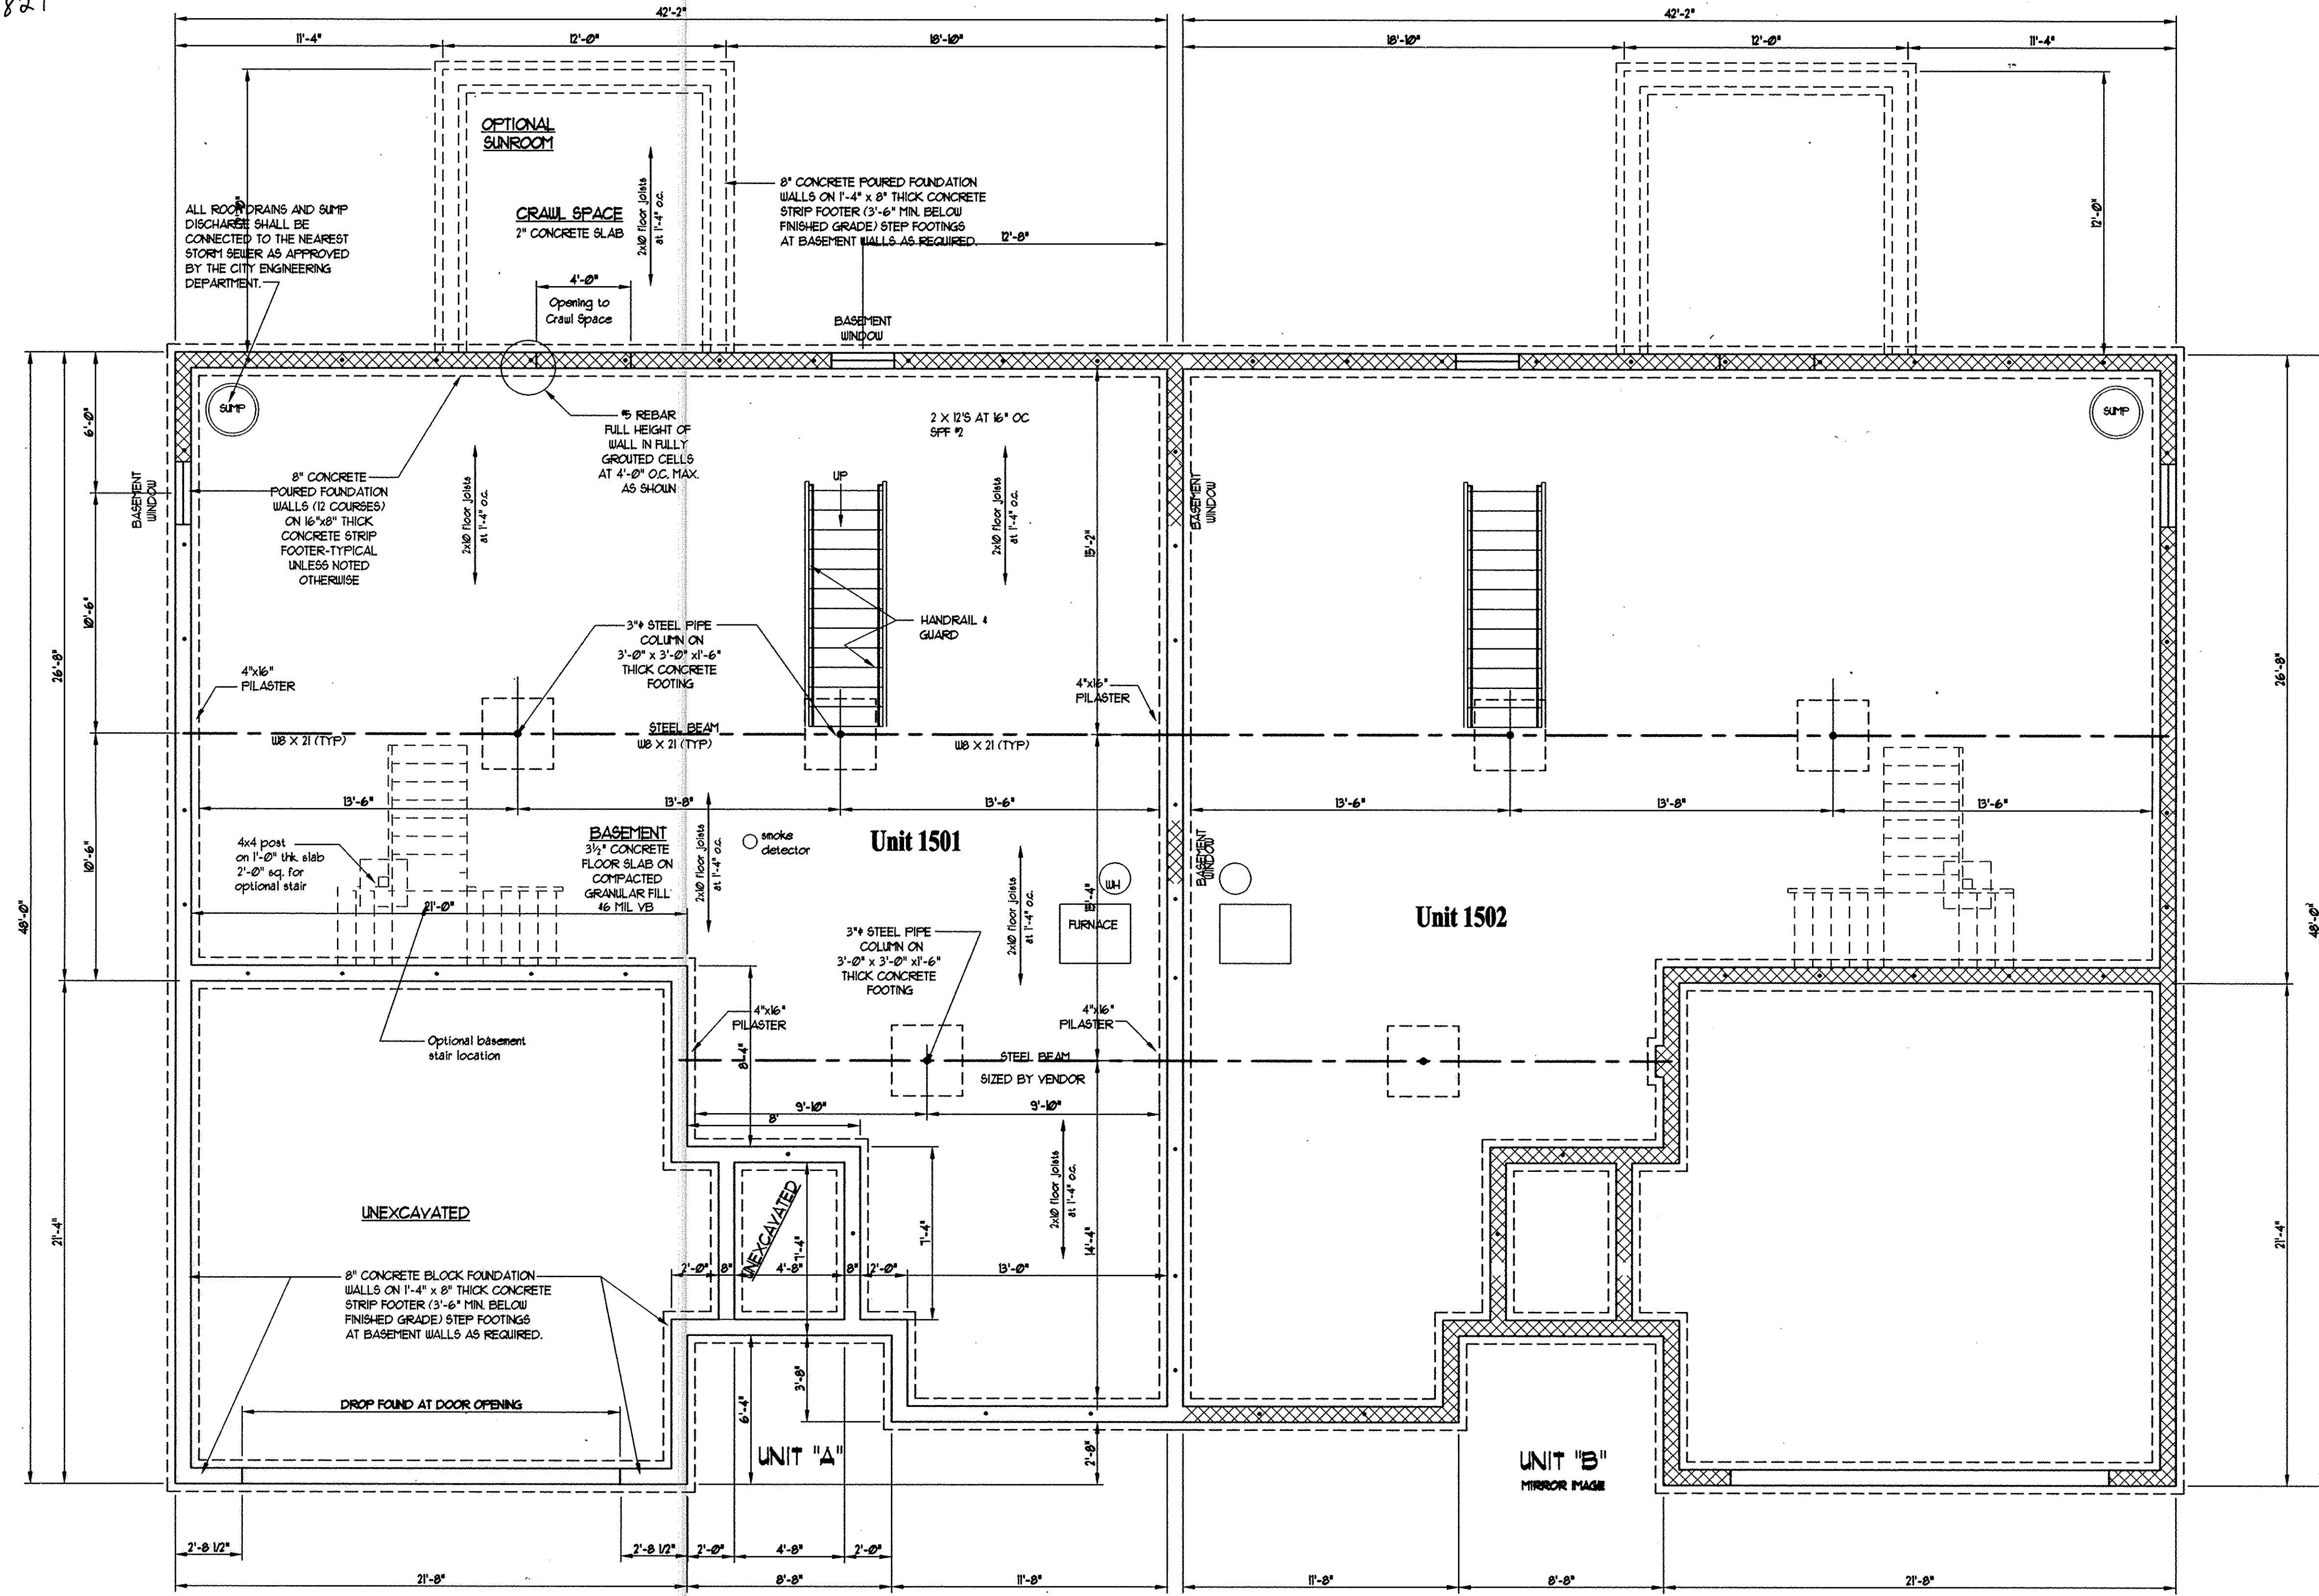 821
42'-2"
42'-2"
11'-4"
12'-0"
18'-10"
18'-10"
12'-0"
11'-4"
OPTIONAL
SUNROOM
CRAWL SPACE
2" CONCRETE SLAB
2x10 floor joists
at 1'-4" o.c.
8" CONCRETE POURED FOUNDATION
WALLS ON 1'-4" x 8" THICK CONCRETE
STRIP FOOTER (3'-6" MIN. BELOW
FINISHED GRADE) STEP FOOTINGS
AT BASEMENT WALLS AS REQUIRED.
12'-8"
12'-0"
ALL ROOF DRAINS AND SUMP
DISCHARGE SHALL BE
CONNECTED TO THE NEAREST
STORM SEWER AS APPROVED
BY THE CITY ENGINEERING
DEPARTMENT.
4'-0"
Opening to
Crawl Space
BASEMENT
WINDOW
SUMP
SUMP
#5 REBAR
FULL HEIGHT OF
WALL IN FULLY
GROUTED CELLS
AT 4'-0" O.C. MAX.
AS SHOWN
2 X 12'S AT 16" OC
SPF #2
6'-0"
BASEMENT
WINDOW
8" CONCRETE
POURED FOUNDATION
WALLS (12 COURSES)
ON 16"x8" THICK
CONCRETE STRIP
FOOTER-TYPICAL
UNLESS NOTED
OTHERWISE
2x10 floor joists
at 1'-4" o.c.
UP
2x10 floor joists
at 1'-4" o.c.
15'-2"
BASEMENT
WINDOW
10'-6"
26'-8"
26'-8"
3"ϕ STEEL PIPE
COLUMN ON
3'-0" x 3'-0" x1'-6"
THICK CONCRETE
FOOTING
HANDRAIL &
GUARD
4"x16"
PILASTER
4"x16"
PILASTER
STEEL BEAM
W8 X 21 (TYP)
W8 X 21 (TYP)
W8 X 21 (TYP)
13'-6"
13'-8"
13'-6"
13'-6"
13'-8"
13'-6"
10'-6"
4x4 post
on 1'-0" thk. slab
2'-0" sq. for
optional stair
BASEMENT
3½" CONCRETE
FLOOR SLAB ON
COMPACTED
GRANULAR FILL
#6 MIL VB
2x10 floor joists
at 1'-4" o.c.
smoke
detector
Unit 1501
2x10 floor joists
at 1'-4" o.c.
WH
BASEMENT
WINDOW
FURNACE
Unit 1502
21'-0"
48'-0"
48'-0"
3"ϕ STEEL PIPE
COLUMN ON
3'-0" x 3'-0" x1'-6"
THICK CONCRETE
FOOTING
Optional basement
stair location
4"x16"
PILASTER
4"x16"
PILASTER
8'-4"
STEEL BEAM
SIZED BY VENDOR
9'-10"
9'-10"
8'
2x10 floor joists
at 1'-4" o.c.
UNEXCAVATED
UNEXCAVATED
7'-4"
7'-4"
14'-4"
21'-4"
21'-4"
2'-0"
8"
4'-8"
8"
2'-0"
13'-0"
8" CONCRETE BLOCK FOUNDATION
WALLS ON 1'-4" x 8" THICK CONCRETE
STRIP FOOTER (3'-6" MIN. BELOW
FINISHED GRADE) STEP FOOTINGS
AT BASEMENT WALLS AS REQUIRED.
DROP FOUND AT DOOR OPENING
3'-8"
6'-4"
2'-8"
UNIT "A"
UNIT "B"
MIRROR IMAGE
2'-8 1/2"
2'-8 1/2"
2'-0"
4'-8"
2'-0"
21'-8"
8'-8"
11'-8"
11'-8"
8'-8"
21'-8"